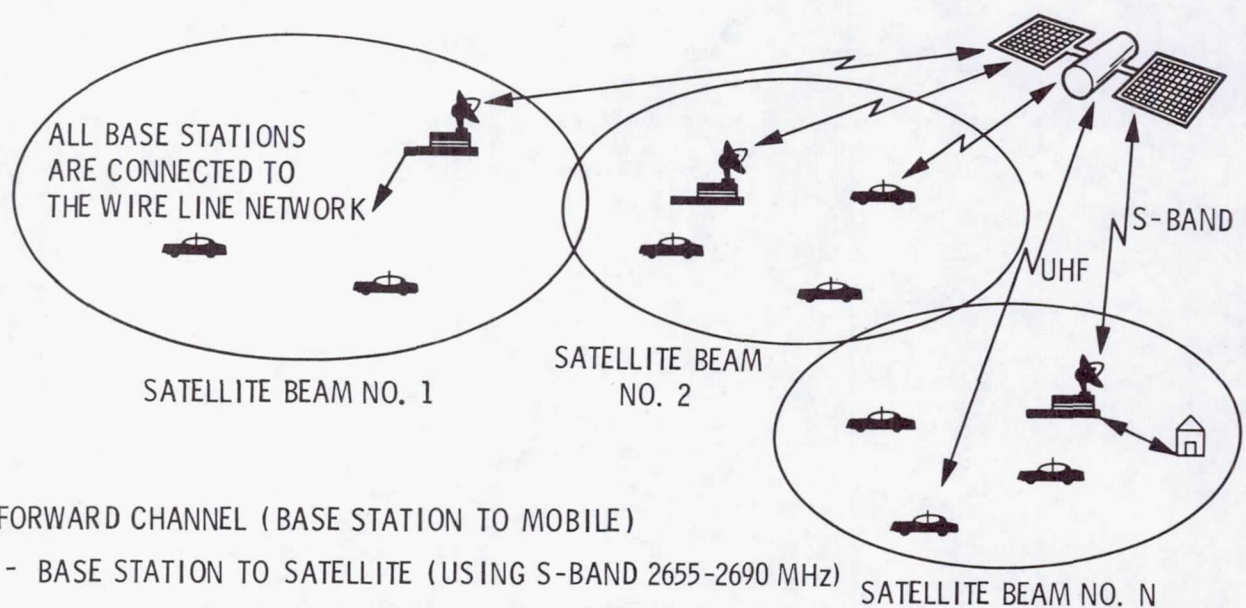 ALL BASE STATIONS
ARE CONNECTED TO
THE WIRE LINE NETWORK
S-BAND
UHF
SATELLITE BEAM NO. 1
SATELLITE BEAM
NO. 2
FORWARD CHANNEL (BASE STATION TO MOBILE)
- BASE STATION TO SATELLITE (USING S-BAND 2655-2690 MHz)
SATELLITE BEAM NO. N